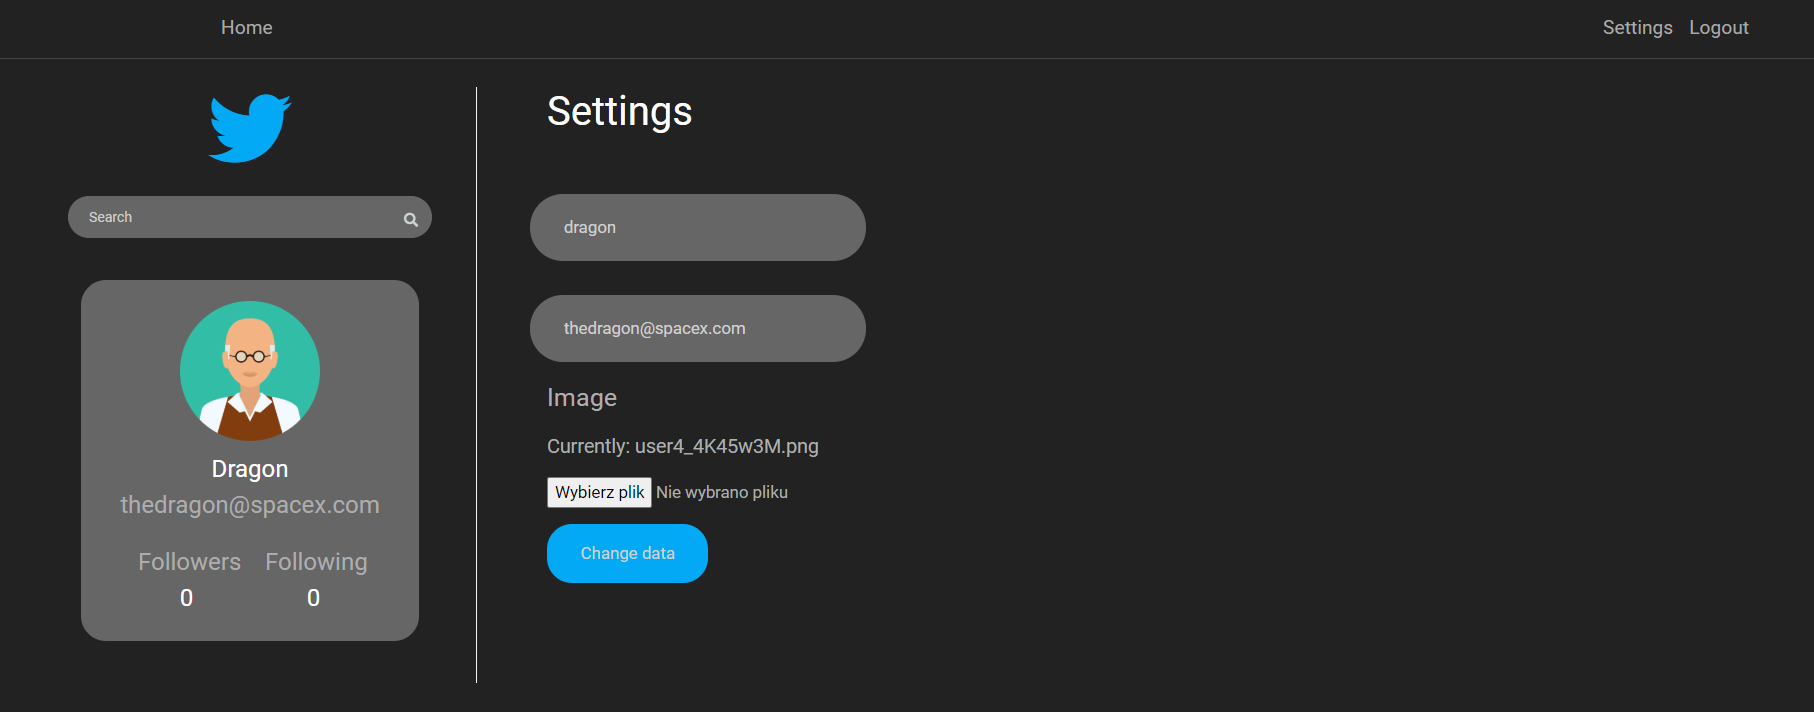 Home
Settings Logout
Search
Dragon
thedragon@spacex.com
Followers Following
0 0
Settings
dragon
thedragon@spacex.com
Image
Currently: user4_4K45w3M.png
Wybierz plik Nie wybrano pliku
Change data